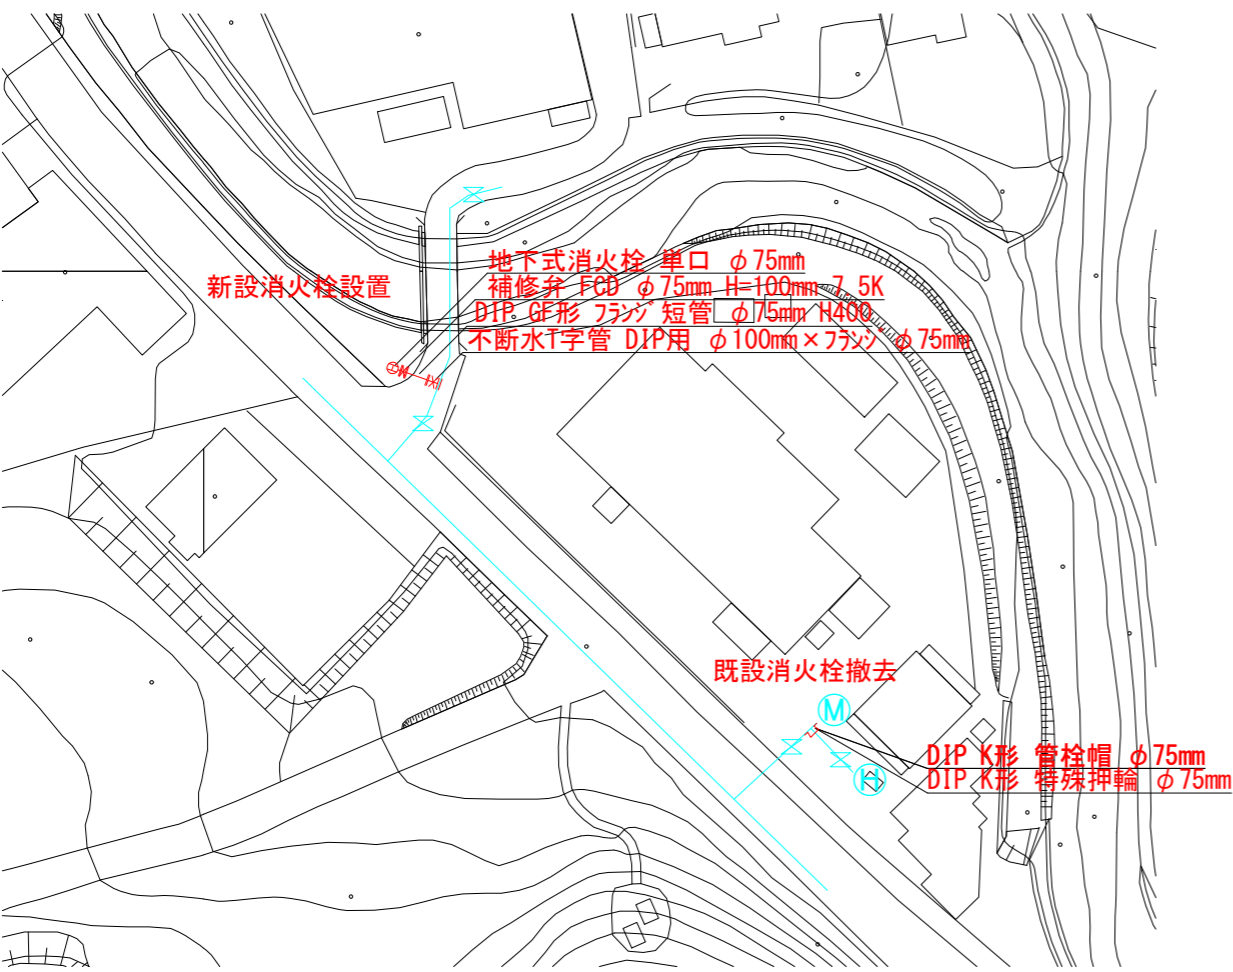 地下式消火栓 単口 φ75mm
新設消火栓設置
補修弁 FCD φ75mm H=100mm 7.5K
DIP GF形 フランジ 短管 φ75mm H400
不断水T字管 DIP用 φ100mm×フランジ φ75mm
既設消火栓撤去
M
DIP K形 管栓帽 φ75mm
H
DIP K形 特殊押輪 φ75mm